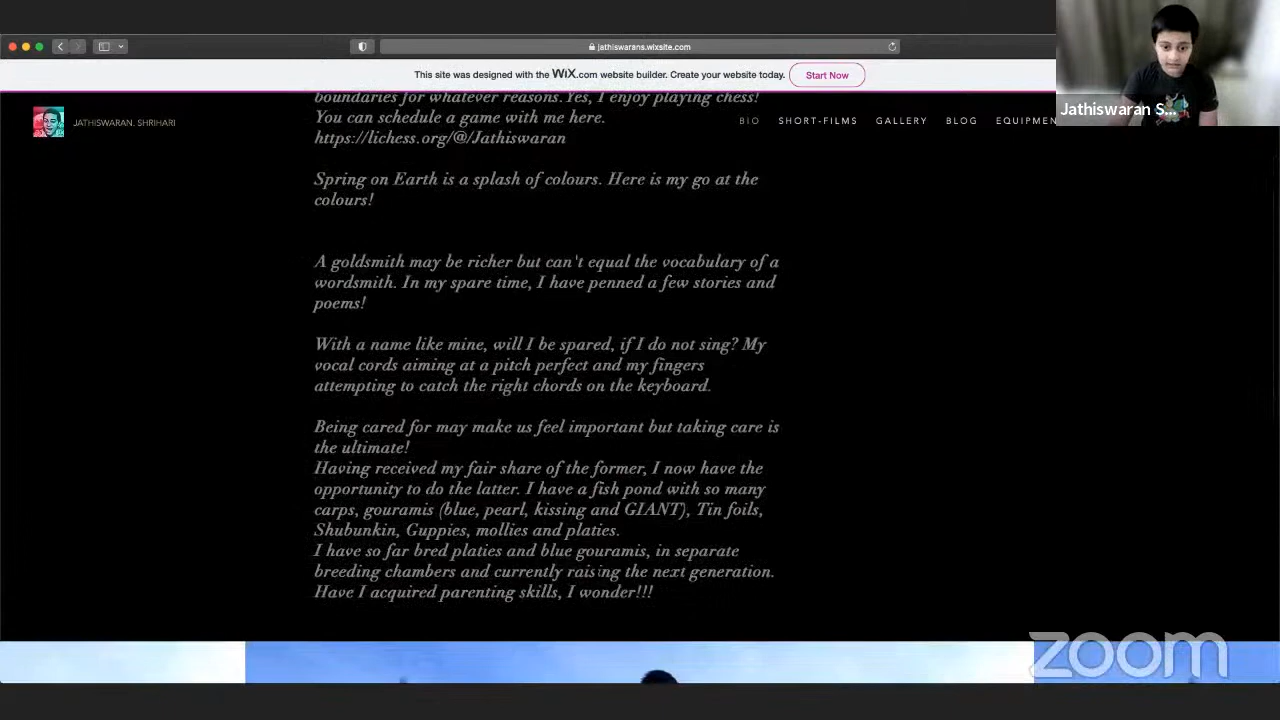 jathiswarans.wixsite.com
This site was designed with the WiX.com website builder. Create your website today.
Start Now
JATHISWARAN. SHRIHARI
BIO
SHORT-FILMS
GALLERY
BLOG
EQUIPMEN
Jathiswaran S...
boundaries for whatever reasons.Yes, I enjoy playing chess!
You can schedule a game with me here.
https://lichess.org/@/Jathiswaran
Spring on Earth is a splash of colours. Here is my go at the
colours!
A goldsmith may be richer but can't equal the vocabulary of a
wordsmith. In my spare time, I have penned a few stories and
poems!
With a name like mine, will I be spared, if I do not sing? My
vocal cords aiming at a pitch perfect and my fingers
attempting to catch the right chords on the keyboard.
Being cared for may make us feel important but taking care is
the ultimate!
Having received my fair share of the former, I now have the
opportunity to do the latter. I have a fish pond with so many
carps, gouramis (blue, pearl, kissing and GIANT), Tin foils,
Shubunkin, Guppies, mollies and platies.
I have so far bred platies and blue gouramis, in separate
breeding chambers and currently raising the next generation.
Have I acquired parenting skills, I wonder!!!
zoom